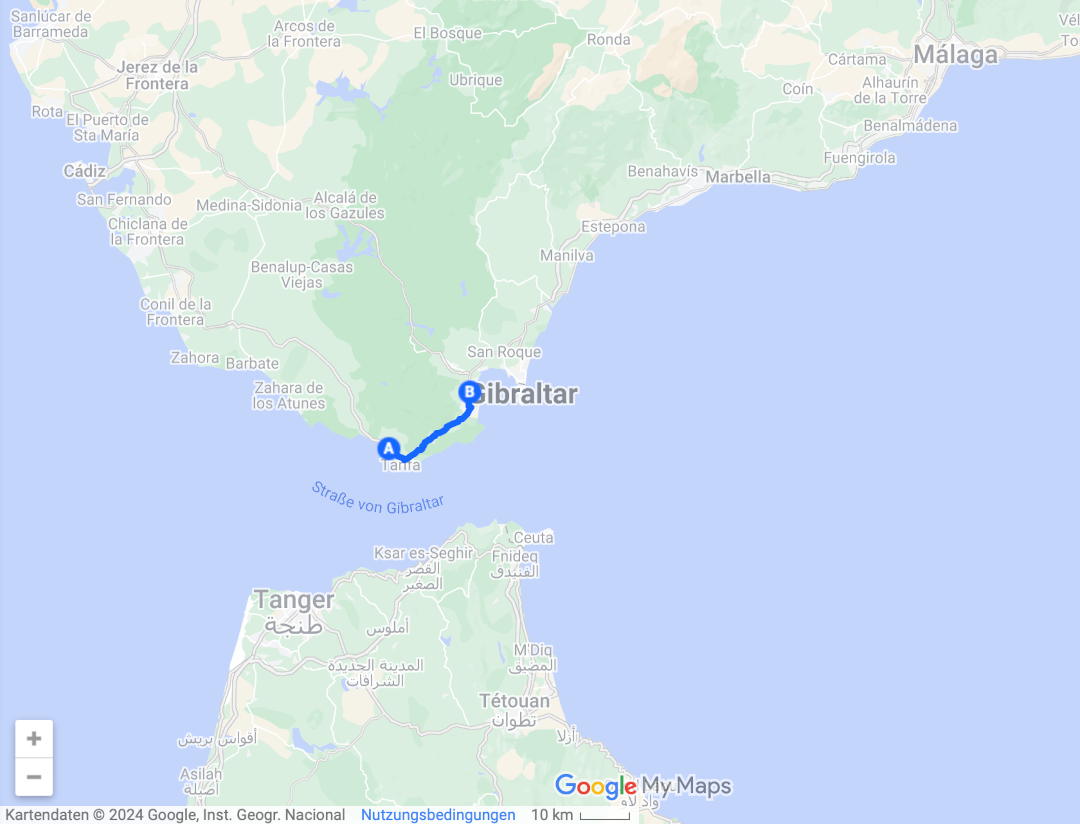 Sanlúcar de
Barrameda
Arcos de
la Frontera
El Bosque
Ronda
Vél
To
Cártama
Málaga
Jerez de la
Frontera
Ubrique
Coín
Alhaurín
de la Torre
Rota
El Puerto de
Sta María
Benalmádena
Fuengirola
Cádiz
Benahavís
Marbella
San Fernando
Medina-Sidonia
Alcalá de
los Gazules
Chiclana de
la Frontera
Estepona
Manilva
Benalup-Casas
Viejas
Conil de la
Frontera
San Roque
Zahora
Barbate
Zahara de
los Atunes
B
Gibraltar
A
Tarifa
Straße von Gibraltar
Ceuta
Ksar es-Seghir
القصر
الصغير
Fnideq
الفنيدق
Tanger
طنجة
أملوس
M'Diq
المضيق
المدينة الجديدة
الشرافات
Tétouan
تطوان
أزلا
أقواس بريش
Asilah
أصيلة
Google My Maps
واد لاو
+
−
Kartendaten © 2024 Google, Inst. Geogr. Nacional
Nutzungsbedingungen
10 km